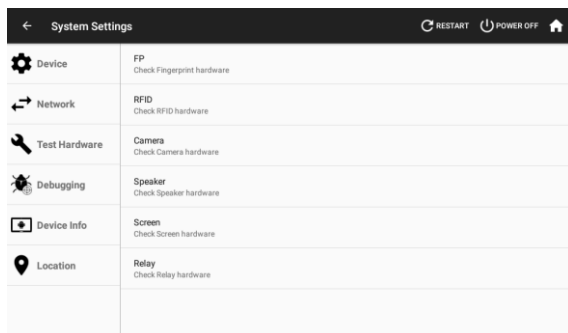 System Settings
RESTART
POWER OFF
Device
Network
Test Hardware
Debugging
Device Info
Location
FP
Check Fingerprint hardware
RFID
Check RFID hardware
Camera
Check Camera hardware
Speaker
Check Speaker hardware
Screen
Check Screen hardware
Relay
Check Relay hardware